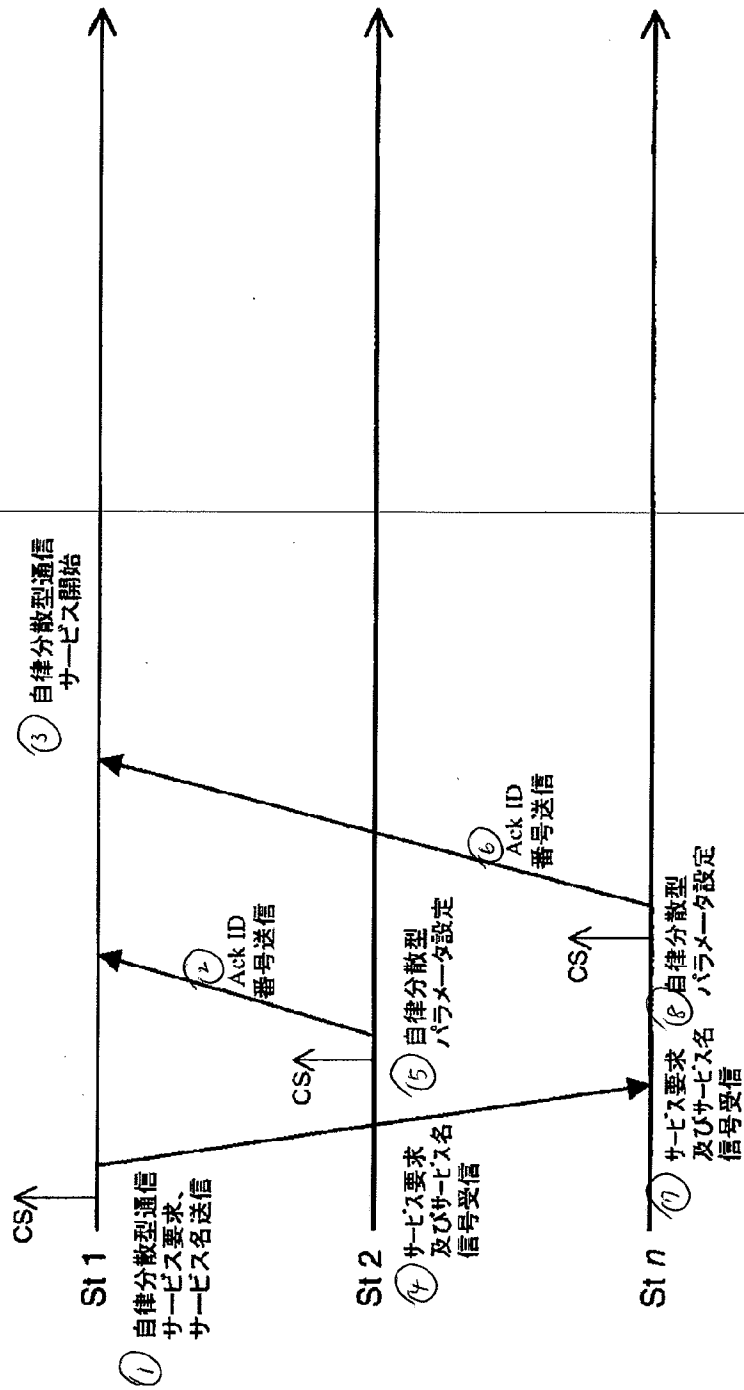 CS
St 1
① 自律分散型通信
サービス要求、
サービス名送信
③ 自律分散型通信
サービス開始
② Ack ID
番号送信
CS
St 2
④ サービス要求
及びサービス名
信号受信
⑤ 自律分散型
パラメータ設定
⑥ Ack ID
番号送信
CS
St n
⑦ サービス要求
及びサービス名
信号受信
⑧ 自律分散型
パラメータ設定